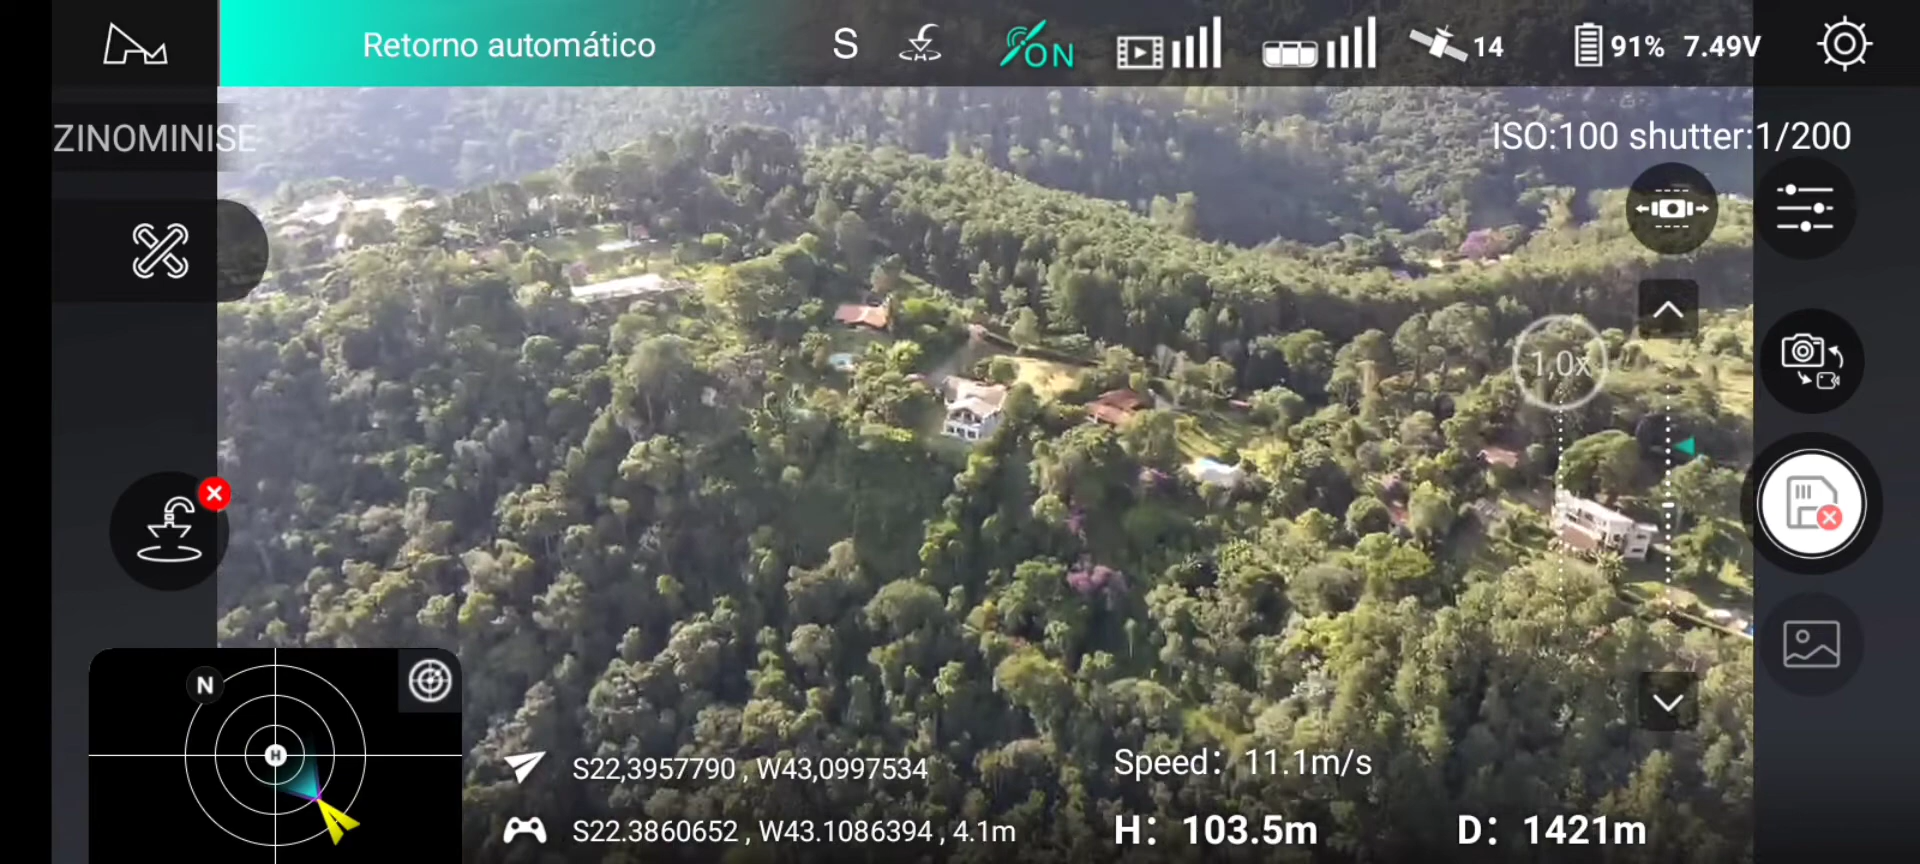 Retorno automático
S
ON
14
91% 7.49V
ZINOMINISE
ISO:100 shutter:1/200
1,0x
N
H
S22,3957790 , W43,0997534
Speed: 11.1m/s
S22.3860652 , W43.1086394 , 4.1m
H: 103.5m
D: 1421m